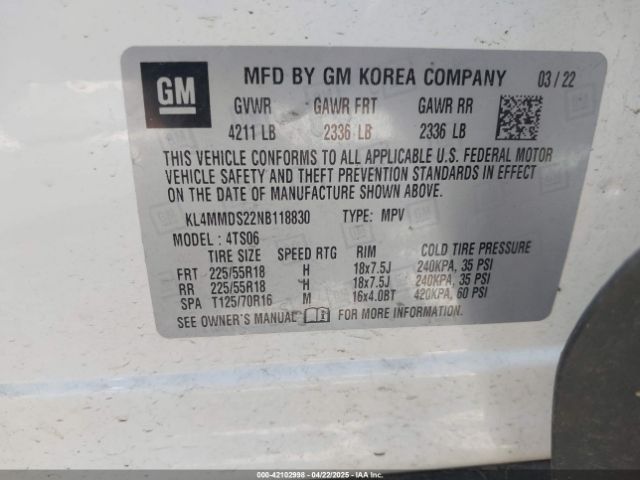 GM
MFD BY GM KOREA COMPANY 03/22
GVWR GAWR FRT GAWR RR
4211 LB 2336 LB 2336 LB
THIS VEHICLE CONFORMS TO ALL APPLICABLE U.S. FEDERAL MOTOR
VEHICLE SAFETY AND THEFT PREVENTION STANDARDS IN EFFECT
ON THE DATE OF MANUFACTURE SHOWN ABOVE.
KL4MMDS22NB118830 TYPE: MPV
MODEL : 4TS06
TIRE SIZE SPEED RTG RIM COLD TIRE PRESSURE
FRT 225/55R18 H 18x7.5J 240KPA, 35 PSI
RR 225/55R18 H 18x7.5J 240KPA, 35 PSI
SPA T125/70R16 M 16x4.0BT 420KPA, 60 PSI
SEE OWNER'S MANUAL FOR MORE INFORMATION.
000-42102998 - 04/22/2025 - IAAI.COM